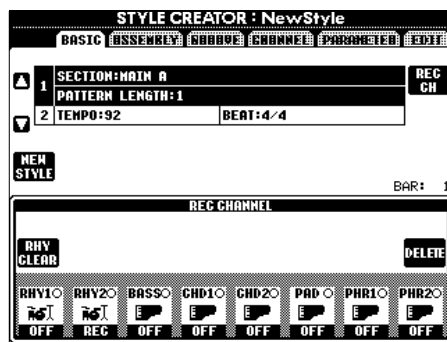 STYLE CREATOR : NewStyle
BASIC ASSEMBLY GROOVE CHANNEL PARAMETER EDIT
1 SECTION:MAIN A
PATTERN LENGTH:1
REC CH
2 TEMPO:92 BEAT:4/4
NEW STYLE
BAR: 1
REC CHANNEL
RHY CLEAR
DELETE
RHY1 RHY2 BASS CHD1 CHD2 PAD PHR1 PHR2
OFF REC OFF OFF OFF OFF OFF OFF